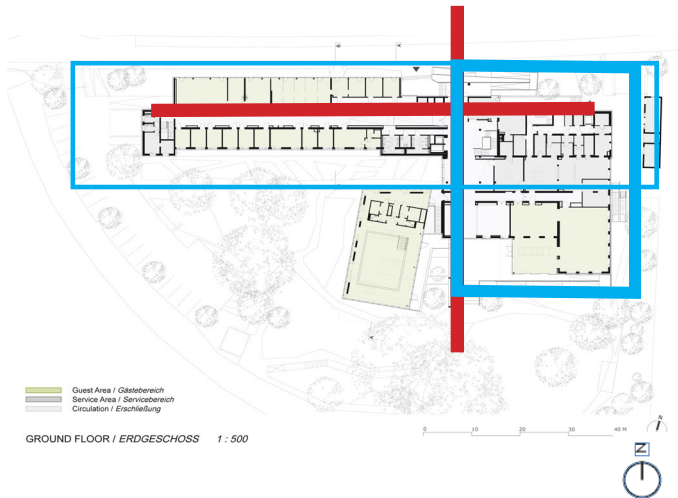 B
A
A
Guest Area / Gästebereich
Service Area / Servicebereich
Circulation / Erschließung
GROUND FLOOR / ERDGESCHOSS 1 : 500
0 10 20 30 40 M
N
N